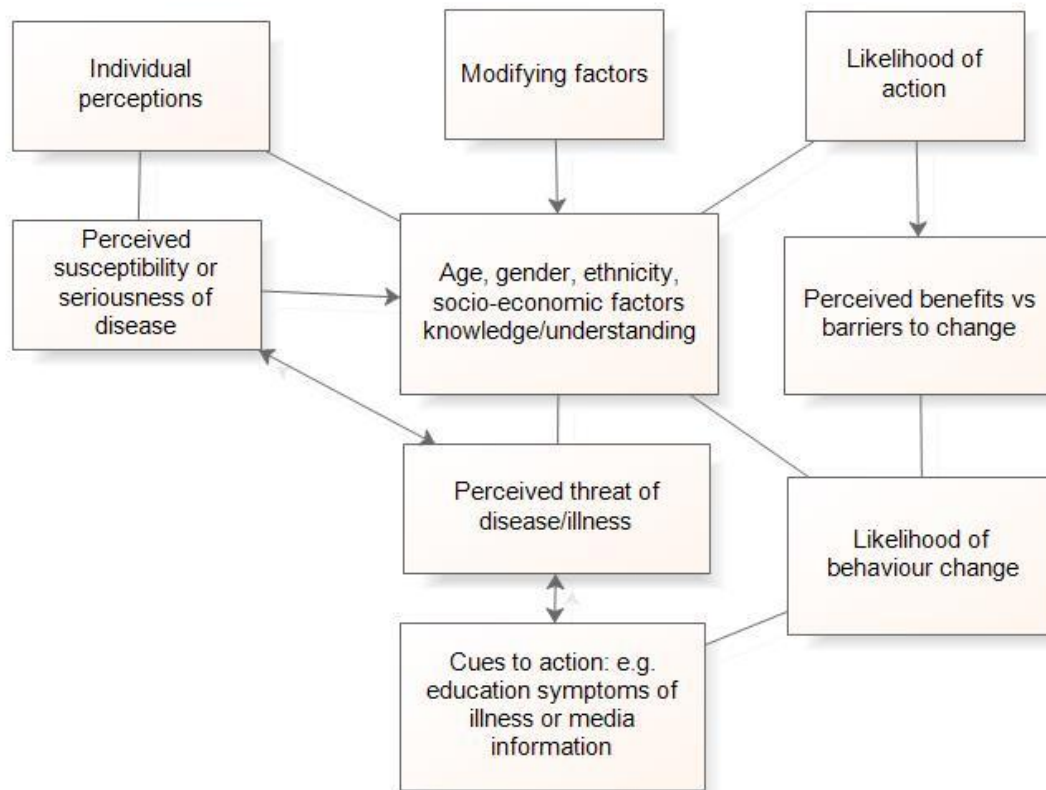 Individual
perceptions
Modifying factors
Likelihood of
action
Perceived
susceptibility or
seriousness of
disease
Age, gender, ethnicity,
socio-economic factors
knowledge/understanding
Perceived benefits vs
barriers to change
Perceived threat of
disease/illness
Likelihood of
behaviour change
Cues to action: e.g.
education symptoms of
illness or media
information